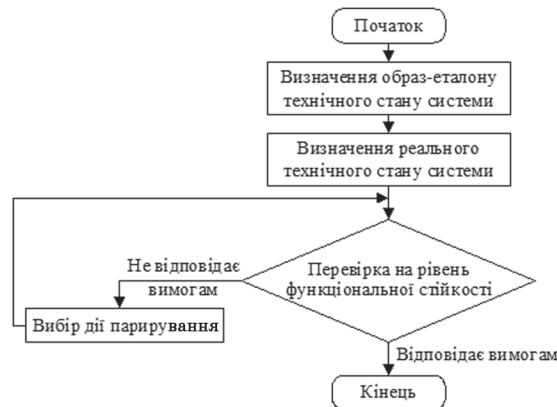 Початок
Визначення образ-еталону
технічного стану системи
Визначення реального
технічного стану системи
Перевірка на рівень
функціональної стійкості
Не відповідає
вимогам
Вибір дії парирування
Відповідає вимогам
Кінець